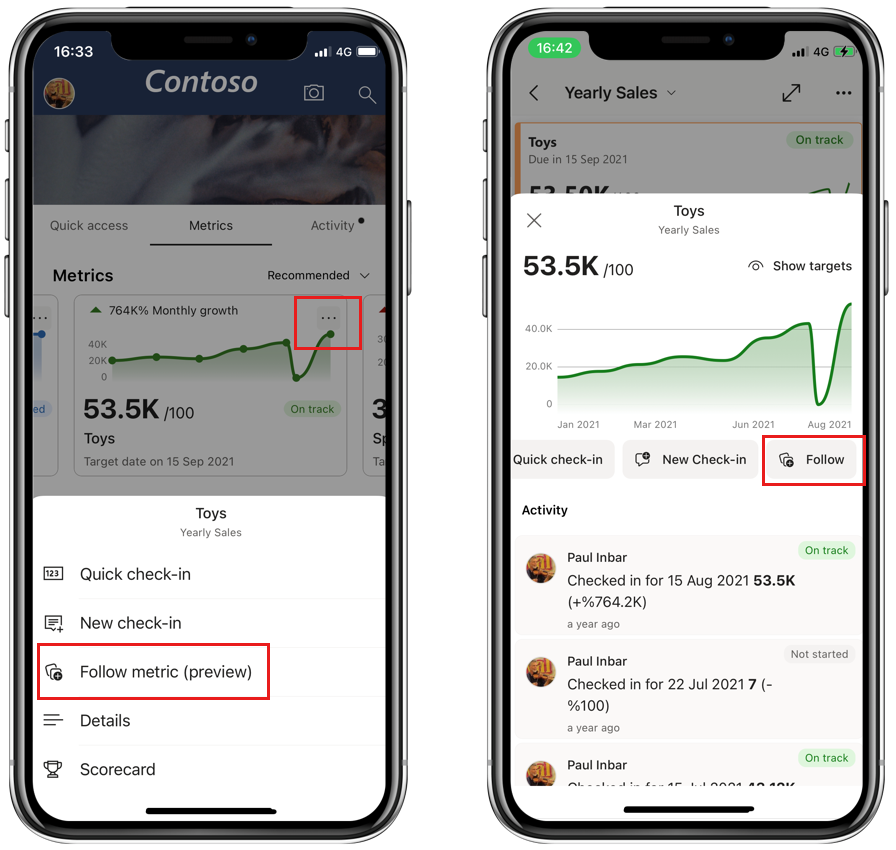 16:33
4G
Contoso
Quick access
Metrics
Activity
Metrics
Recommended
764K% Monthly growth
...
40K
20K
0
53.5K /100
On track
Toys
Target date on 15 Sep 2021
ed
3
Sp
Ta
Toys
Yearly Sales
123
Quick check-in
New check-in
Follow metric (preview)
Details
Scorecard
16:42
4G
Yearly Sales
...
Toys
On track
Due in 15 Sep 2021
Toys
Yearly Sales
53.5K /100
Show targets
40.0K
20.0K
0
Jan 2021
Mar 2021
Jun 2021
Aug 2021
Quick check-in
New Check-in
Follow
Activity
On track
Paul Inbar
Checked in for 15 Aug 2021 53.5K
(+%764.2K)
a year ago
Not started
Paul Inbar
Checked in for 22 Jul 2021 7 (-
%100)
a year ago
On track
Paul Inbar